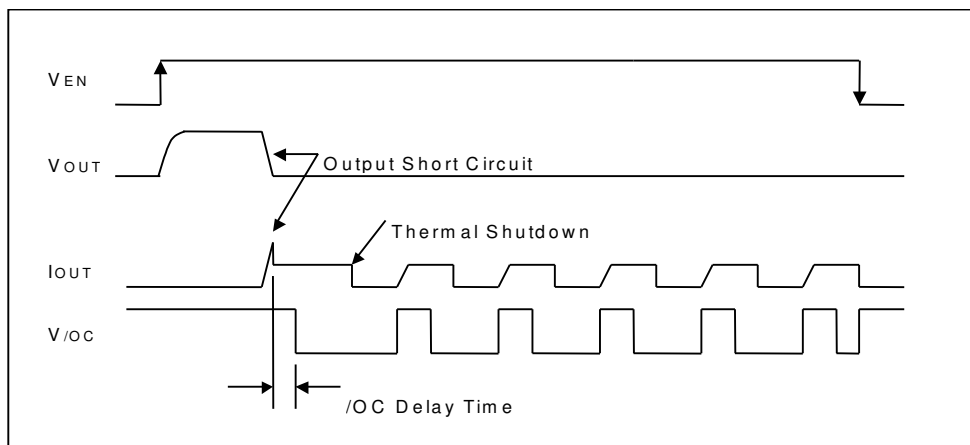 VEN
VOUT
Output Short Circuit
Thermal Shutdown
IOUT
V/OC
/OC Delay Time